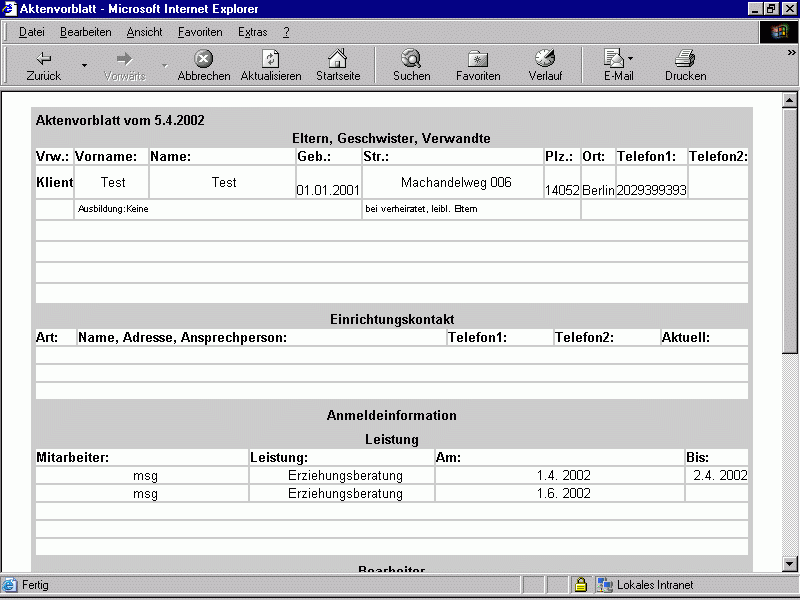 Aktenvorblatt - Microsoft Internet Explorer
Datei Bearbeiten Ansicht Favoriten Extras ?
Zurück Vorwärts Abbrechen Aktualisieren Startseite Suchen Favoriten Verlauf E-Mail Drucken »
Aktenvorblatt vom 5.4.2002
Eltern, Geschwister, Verwandte
Vrw.: Vorname: Name: Geb.: Str.: Plz.: Ort: Telefon1: Telefon2:
Klient Test Test 01.01.2001 Machandelweg 006 14052 Berlin 2029399393
Ausbildung:Keine bei verheiratet, leibl. Eltern
Einrichtungskontakt
Art: Name, Adresse, Ansprechperson: Telefon1: Telefon2: Aktuell:
Anmeldeinformation
Leistung
Mitarbeiter: Leistung: Am: Bis:
msg Erziehungsberatung 1.4. 2002 2.4. 2002
msg Erziehungsberatung 1.6. 2002
Bearbeiter
Fertig Lokales Intranet